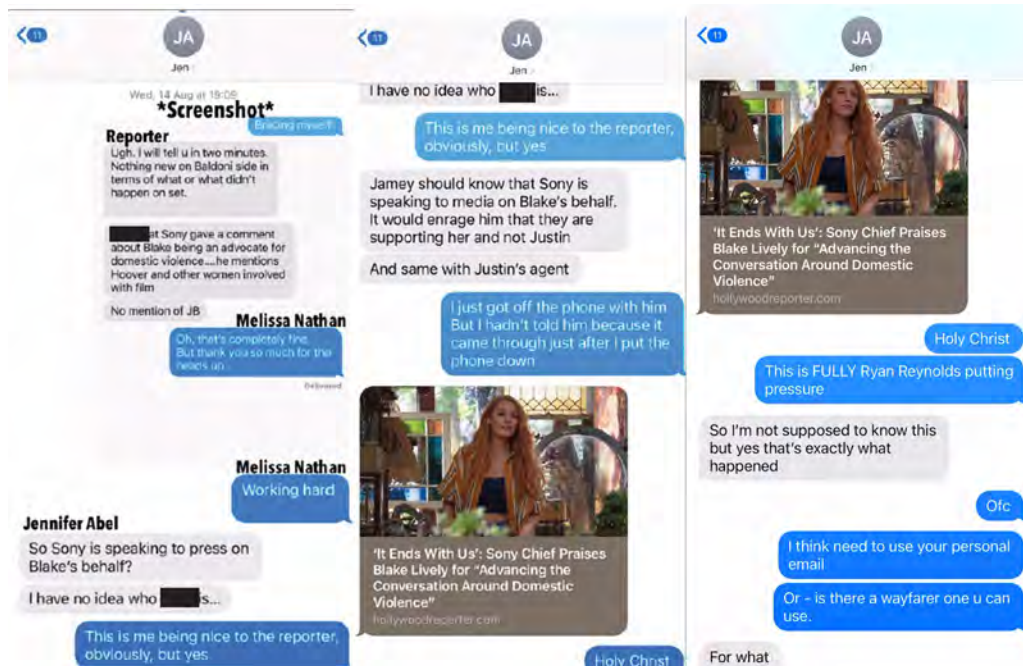 11
JA
Jen
Wed, 14 Aug at 19:09
*Screenshot*
Bracing myself
Reporter
Ugh. I will tell u in two minutes.
Nothing new on Baldoni side in
terms of what or what didn't
happen on set.
at Sony gave a comment
about Blake being an advocate for
domestic violence....he mentions
Hoover and other women involved
with film
No mention of JB
Melissa Nathan
Oh, that's completely fine.
But thank you so much for the
heads up
Delivered
Melissa Nathan
Working hard
Jennifer Abel
So Sony is speaking to press on
Blake's behalf?
I have no idea who is...
This is me being nice to the reporter,
obviously, but yes
11
JA
Jen
I have no idea who is...
This is me being nice to the reporter,
obviously, but yes
Jamey should know that Sony is
speaking to media on Blake's behalf.
It would enrage him that they are
supporting her and not Justin
And same with Justin's agent
I just got off the phone with him
But I hadn't told him because it
came through just after I put the
phone down
'It Ends With Us': Sony Chief Praises
Blake Lively for "Advancing the
Conversation Around Domestic
Violence"
hollywoodreporter.com
Holy Christ
11
JA
Jen
'It Ends With Us': Sony Chief Praises
Blake Lively for "Advancing the
Conversation Around Domestic
Violence"
hollywoodreporter.com
Holy Christ
This is FULLY Ryan Reynolds putting
pressure
So I'm not supposed to know this
but yes that's exactly what
happened
Ofc
I think need to use your personal
email
Or - is there a wayfarer one u can
use.
For what